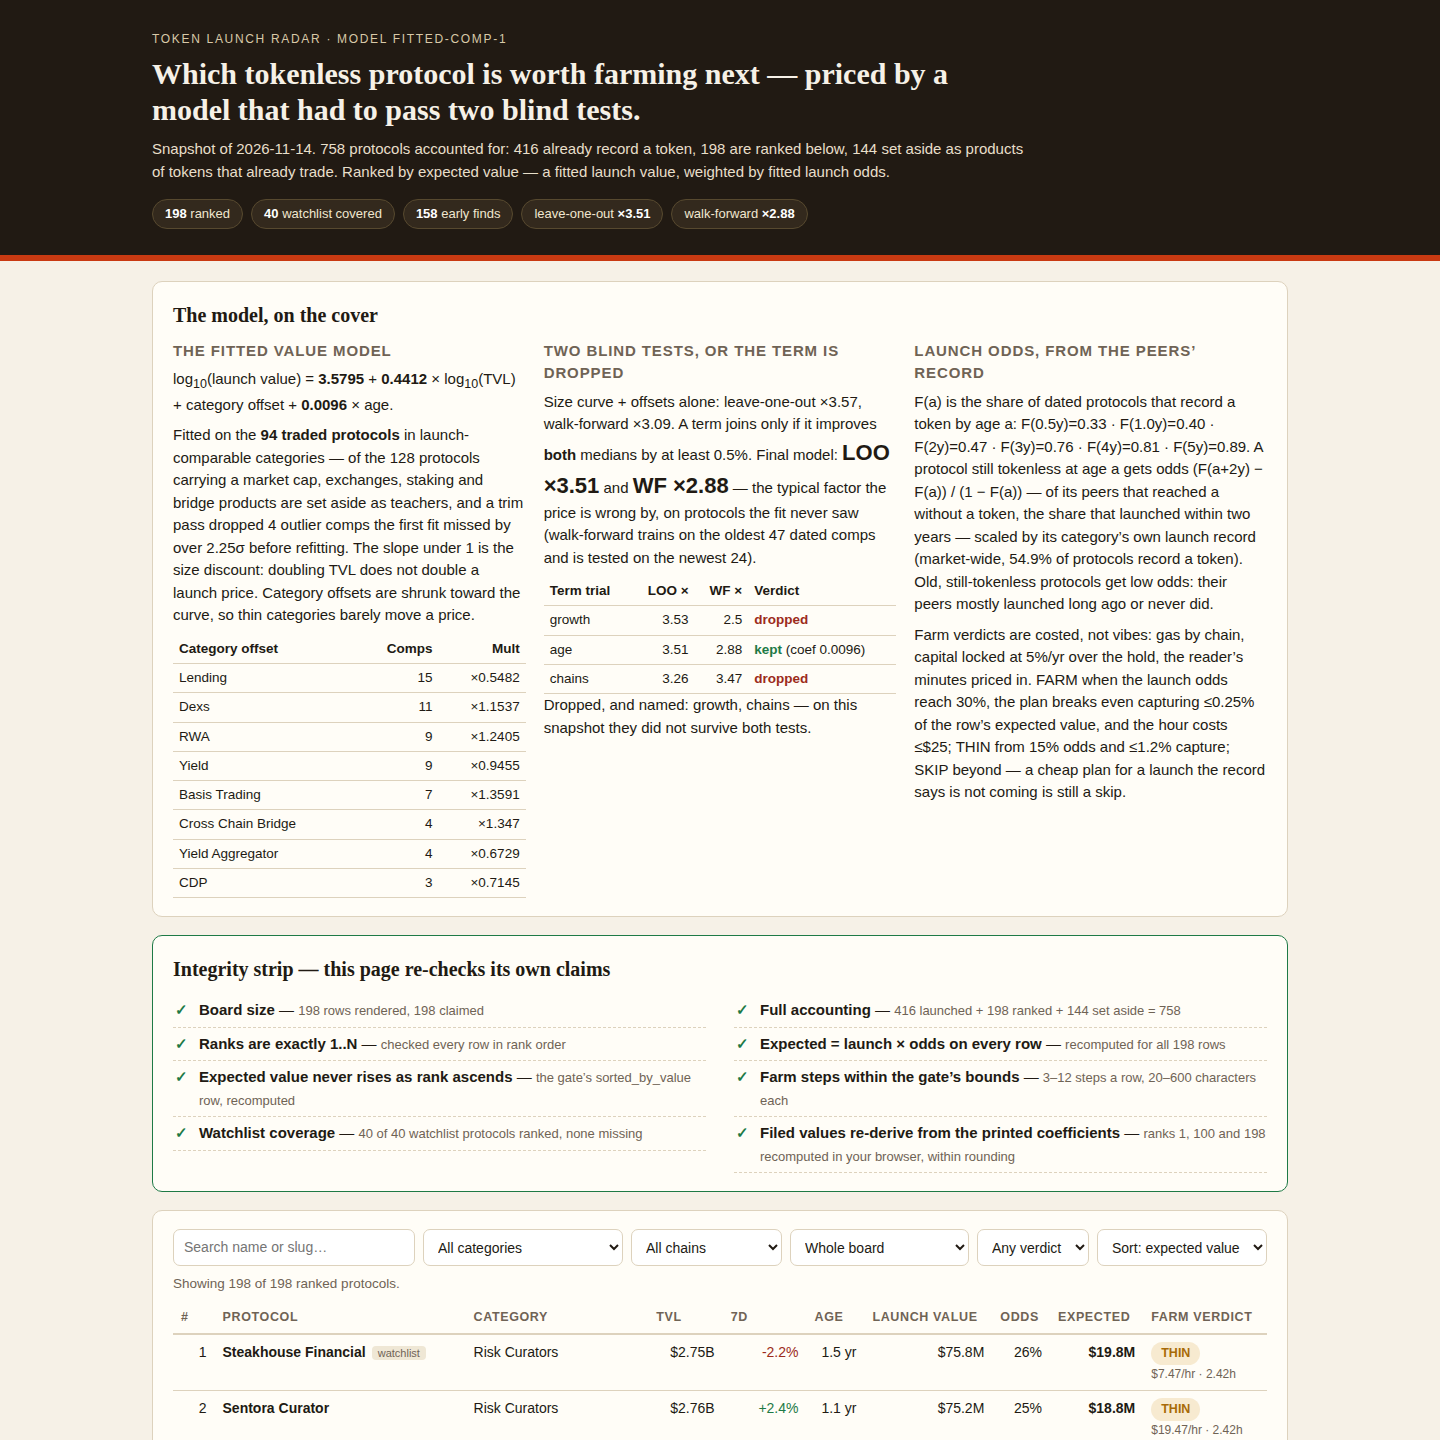 TOKEN LAUNCH RADAR · MODEL FITTED-COMP-1
Which tokenless protocol is worth farming next — priced by a
model that had to pass two blind tests.
Snapshot of 2026-11-14. 758 protocols accounted for: 416 already record a token, 198 are ranked below, 144 set aside as products
of tokens that already trade. Ranked by expected value — a fitted launch value, weighted by fitted launch odds.
198 ranked
40 watchlist covered
158 early finds
leave-one-out ×3.51
walk-forward ×2.88
The model, on the cover
THE FITTED VALUE MODEL
log10(launch value) = 3.5795 + 0.4412 × log10(TVL)
+ category offset + 0.0096 × age.
Fitted on the 94 traded protocols in launch-
comparable categories — of the 128 protocols
carrying a market cap, exchanges, staking and
bridge products are set aside as teachers, and a trim
pass dropped 4 outlier comps the first fit missed by
over 2.25σ before refitting. The slope under 1 is the
size discount: doubling TVL does not double a
launch price. Category offsets are shrunk toward the
curve, so thin categories barely move a price.
Category offset Comps Mult
Lending 15 ×0.5482
Dexs 11 ×1.1537
RWA 9 ×1.2405
Yield 9 ×0.9455
Basis Trading 7 ×1.3591
Cross Chain Bridge 4 ×1.347
Yield Aggregator 4 ×0.6729
CDP 3 ×0.7145
TWO BLIND TESTS, OR THE TERM IS
DROPPED
Size curve + offsets alone: leave-one-out ×3.57,
walk-forward ×3.09. A term joins only if it improves
both medians by at least 0.5%. Final model: LOO
×3.51 and WF ×2.88 — the typical factor the
price is wrong by, on protocols the fit never saw
(walk-forward trains on the oldest 47 dated comps
and is tested on the newest 24).
Term trial LOO × WF × Verdict
growth 3.53 2.5 dropped
age 3.51 2.88 kept (coef 0.0096)
chains 3.26 3.47 dropped
Dropped, and named: growth, chains — on this
snapshot they did not survive both tests.
LAUNCH ODDS, FROM THE PEERS’
RECORD
F(a) is the share of dated protocols that record a
token by age a: F(0.5y)=0.33 · F(1.0y)=0.40 ·
F(2y)=0.47 · F(3y)=0.76 · F(4y)=0.81 · F(5y)=0.89. A
protocol still tokenless at age a gets odds (F(a+2y) −
F(a)) / (1 − F(a)) — of its peers that reached a
without a token, the share that launched within two
years — scaled by its category’s own launch record
(market-wide, 54.9% of protocols record a token).
Old, still-tokenless protocols get low odds: their
peers mostly launched long ago or never did.
Farm verdicts are costed, not vibes: gas by chain,
capital locked at 5%/yr over the hold, the reader’s
minutes priced in. FARM when the launch odds
reach 30%, the plan breaks even capturing ≤0.25%
of the row’s expected value, and the hour costs
≤$25; THIN from 15% odds and ≤1.2% capture;
SKIP beyond — a cheap plan for a launch the record
says is not coming is still a skip.
Integrity strip — this page re-checks its own claims
✓ Board size — 198 rows rendered, 198 claimed
✓ Full accounting — 416 launched + 198 ranked + 144 set aside = 758
✓ Ranks are exactly 1..N — checked every row in rank order
✓ Expected = launch × odds on every row — recomputed for all 198 rows
✓ Expected value never rises as rank ascends — the gate’s sorted_by_value
row, recomputed
✓ Farm steps within the gate’s bounds — 3–12 steps a row, 20–600 characters
each
✓ Watchlist coverage — 40 of 40 watchlist protocols ranked, none missing
✓ Filed values re-derive from the printed coefficients — ranks 1, 100 and 198
recomputed in your browser, within rounding
Search name or slug…
All categories
All chains
Whole board
Any verdict
Sort: expected value
Showing 198 of 198 ranked protocols.
# PROTOCOL CATEGORY TVL 7D AGE LAUNCH VALUE ODDS EXPECTED FARM VERDICT
1 Steakhouse Financial watchlist Risk Curators $2.75B -2.2% 1.5 yr $75.8M 26% $19.8M THIN
$7.47/hr · 2.42h
2 Sentora Curator Risk Curators $2.76B +2.4% 1.1 yr $75.2M 25% $18.8M THIN
$19.47/hr · 2.42h